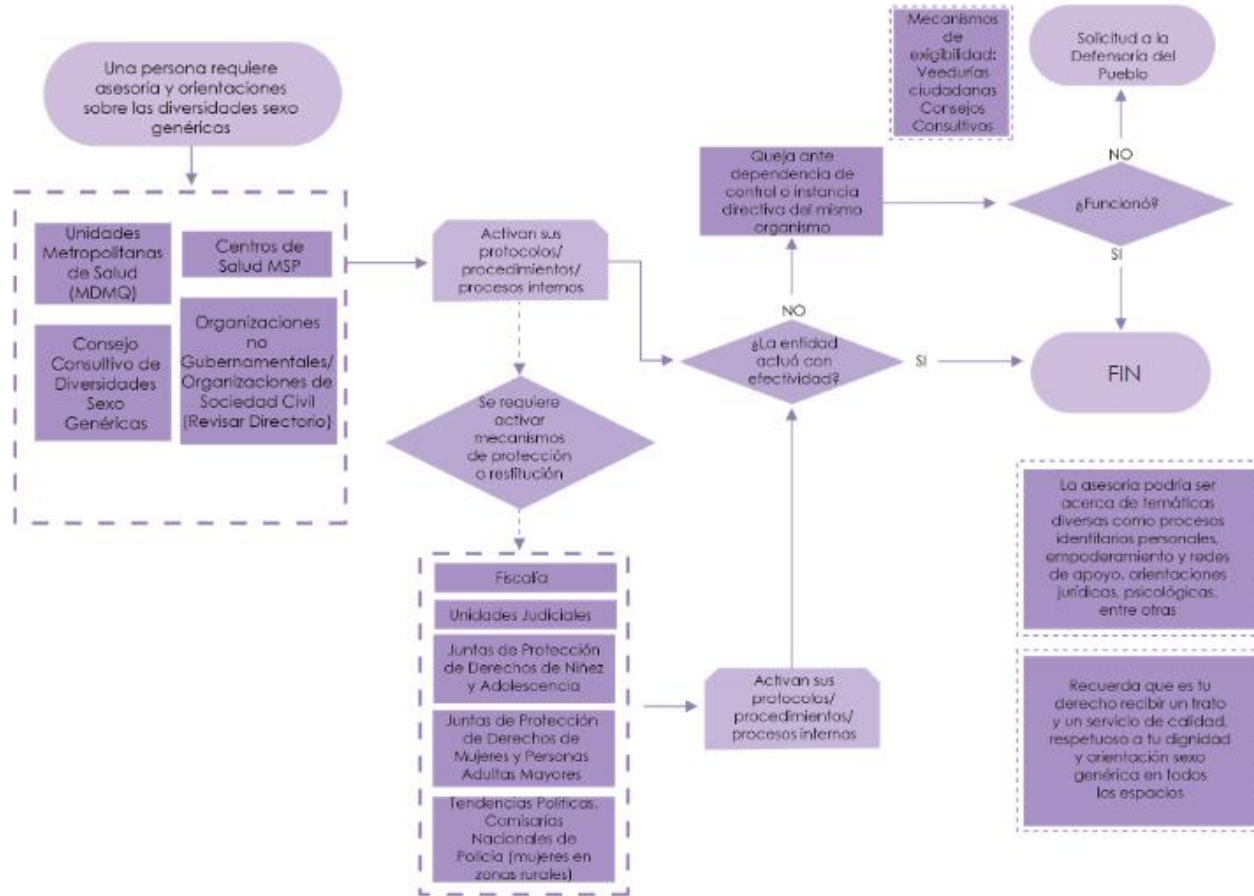 Una persona requiere
asesoria y orientaciones
sobre las diversidades sexo
genéricas
Unidades
Metropolitanas
de Salud
(MDMQ)
Centros de
Salud MSP
Consejo
Consultivo de
Diversidades
Sexo
Genéricas
Organizaciones
no
Gubernamentales/
Organizaciones de
Sociedad Civil
(Revisar Directorio)
Activan sus
protocolos/
procedimientos/
procesos internos
Se requiere
activar
mecanismos
de protección
o restitución
Fiscalía
Unidades Judiciales
Juntas de Protección
de Derechos de Niñez
y Adolescencia
Juntas de Protección
de Derechos de
Mujeres y Personas
Adultas Mayores
Tendencias Políticas,
Comisarías
Nacionales de
Policía (mujeres en
zonas rurales)
Activan sus
protocolos/
procedimientos/
procesos internas
¿La entidad
actuó con
efectividad?
NO
SI
Queja ante
dependencia de
control o instancia
directiva del mismo
organismo
Mecanismos
de
exigibilidad:
Veedurías
ciudadanas
Consejos
Consultivos
Solicitud a la
Defensoría del
Pueblo
NO
¿Funcionó?
SI
FIN
La asesoría podría ser
acerca de temáticas
diversas como procesos
identitarios personales,
empoderamiento y redes
de apoyo, orientaciones
jurídicas, psicológicas,
entre otras
Recuerda que es tu
derecho recibir un trato
y un servicio de calidad,
respetuoso a tu dignidad
y orientación sexo
genérica en todos
los espacios